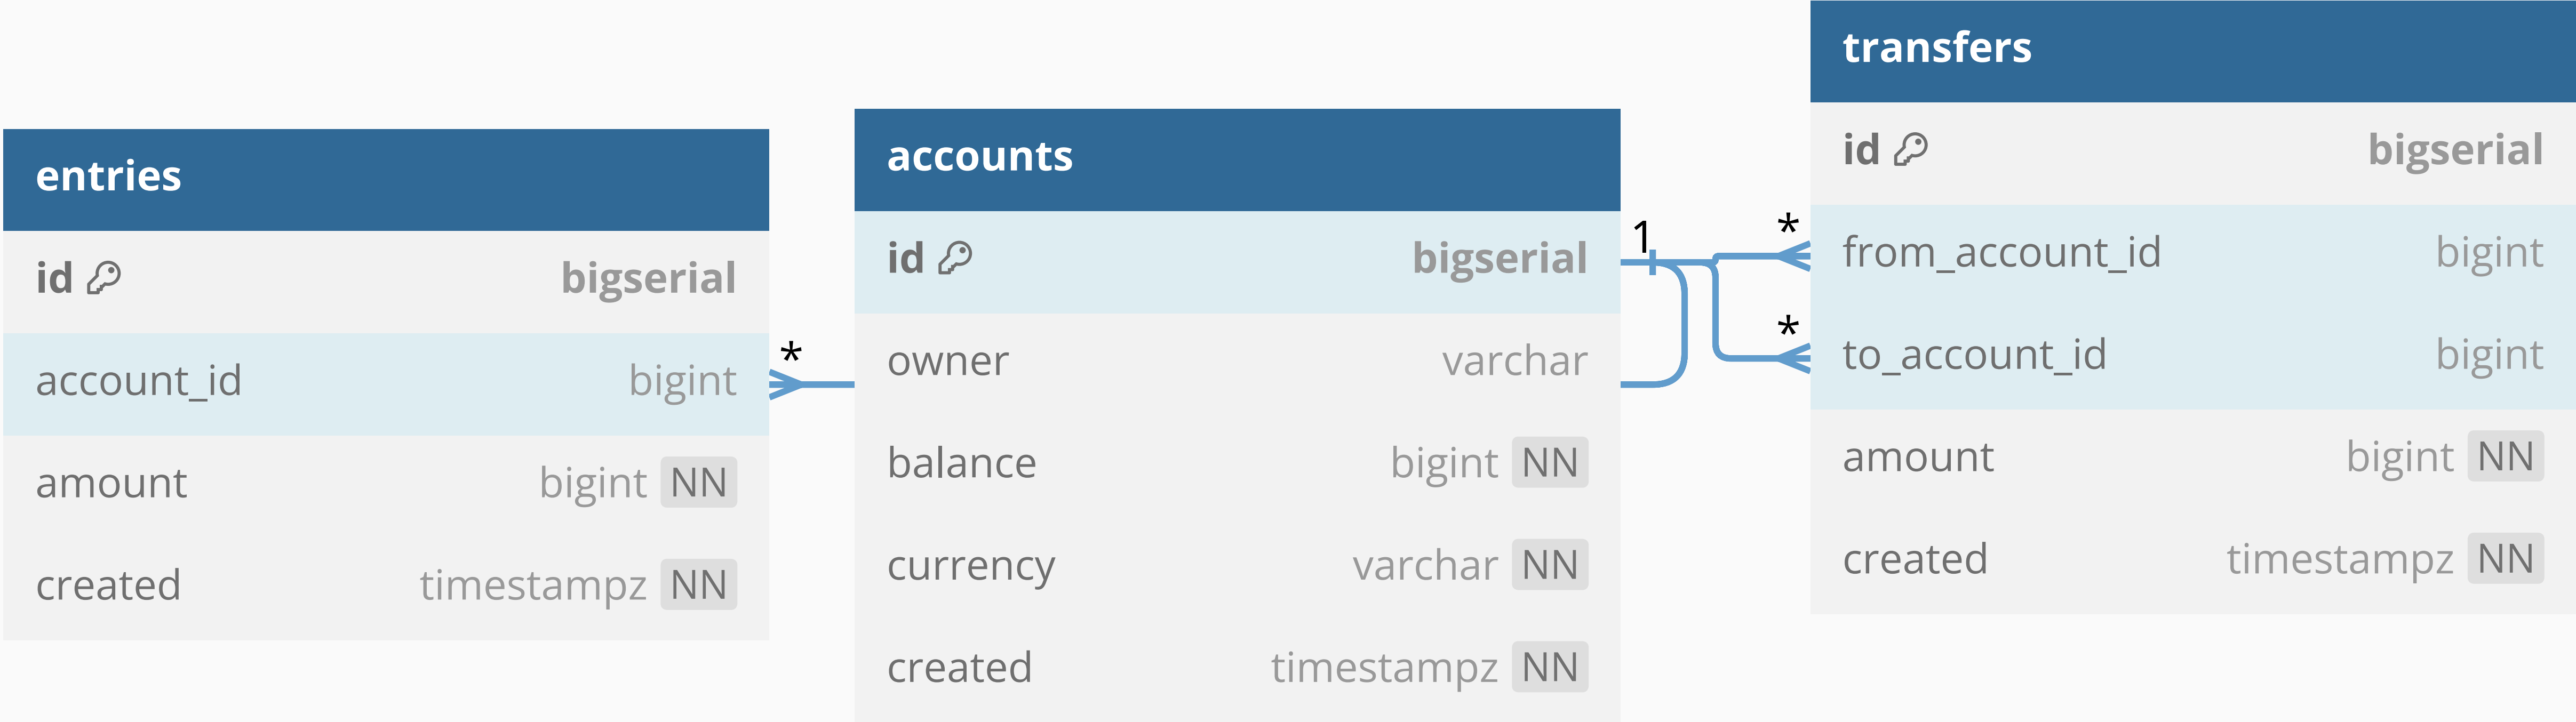 entries
id bigserial
account_id bigint
amount bigint NN
created timestampz NN
*
accounts
id bigserial
owner varchar
balance bigint NN
currency varchar NN
created timestampz NN
1
*
*
transfers
id bigserial
from_account_id bigint
to_account_id bigint
amount bigint NN
created timestampz NN